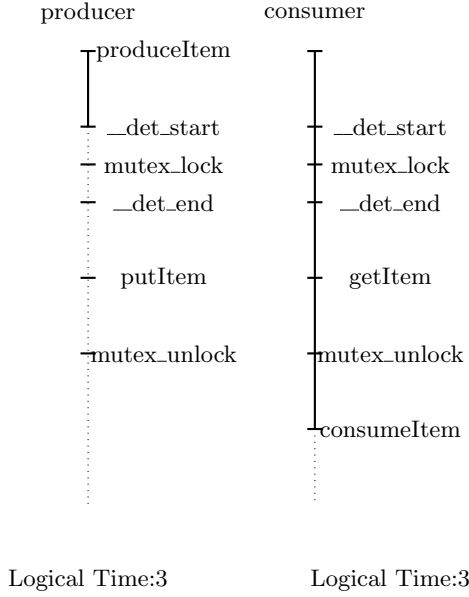 producer
consumer
produceItem
__det_start
__det_start
mutex_lock
mutex_lock
__det_end
__det_end
putItem
getItem
mutex_unlock
mutex_unlock
consumeItem
Logical Time:3
Logical Time:3